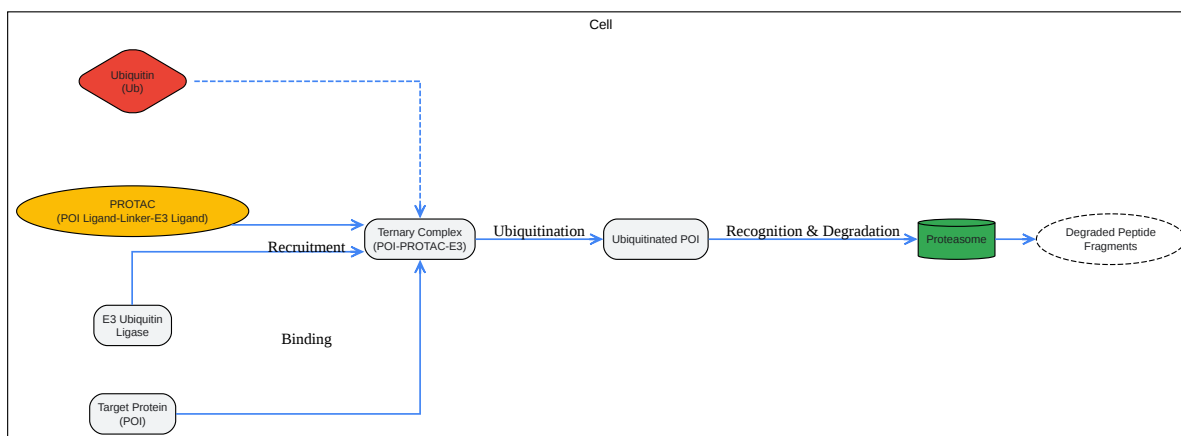 Cell
Ubiquitin
(Ub)
PROTAC
(POI Ligand-Linker-E3 Ligand)
Recruitment
Ternary Complex
(POI-PROTAC-E3)
Ubiquitination
Ubiquitinated POI
Recognition & Degradation
Proteasome
Degraded Peptide
Fragments
E3 Ubiquitin
Ligase
Binding
Target Protein
(POI)